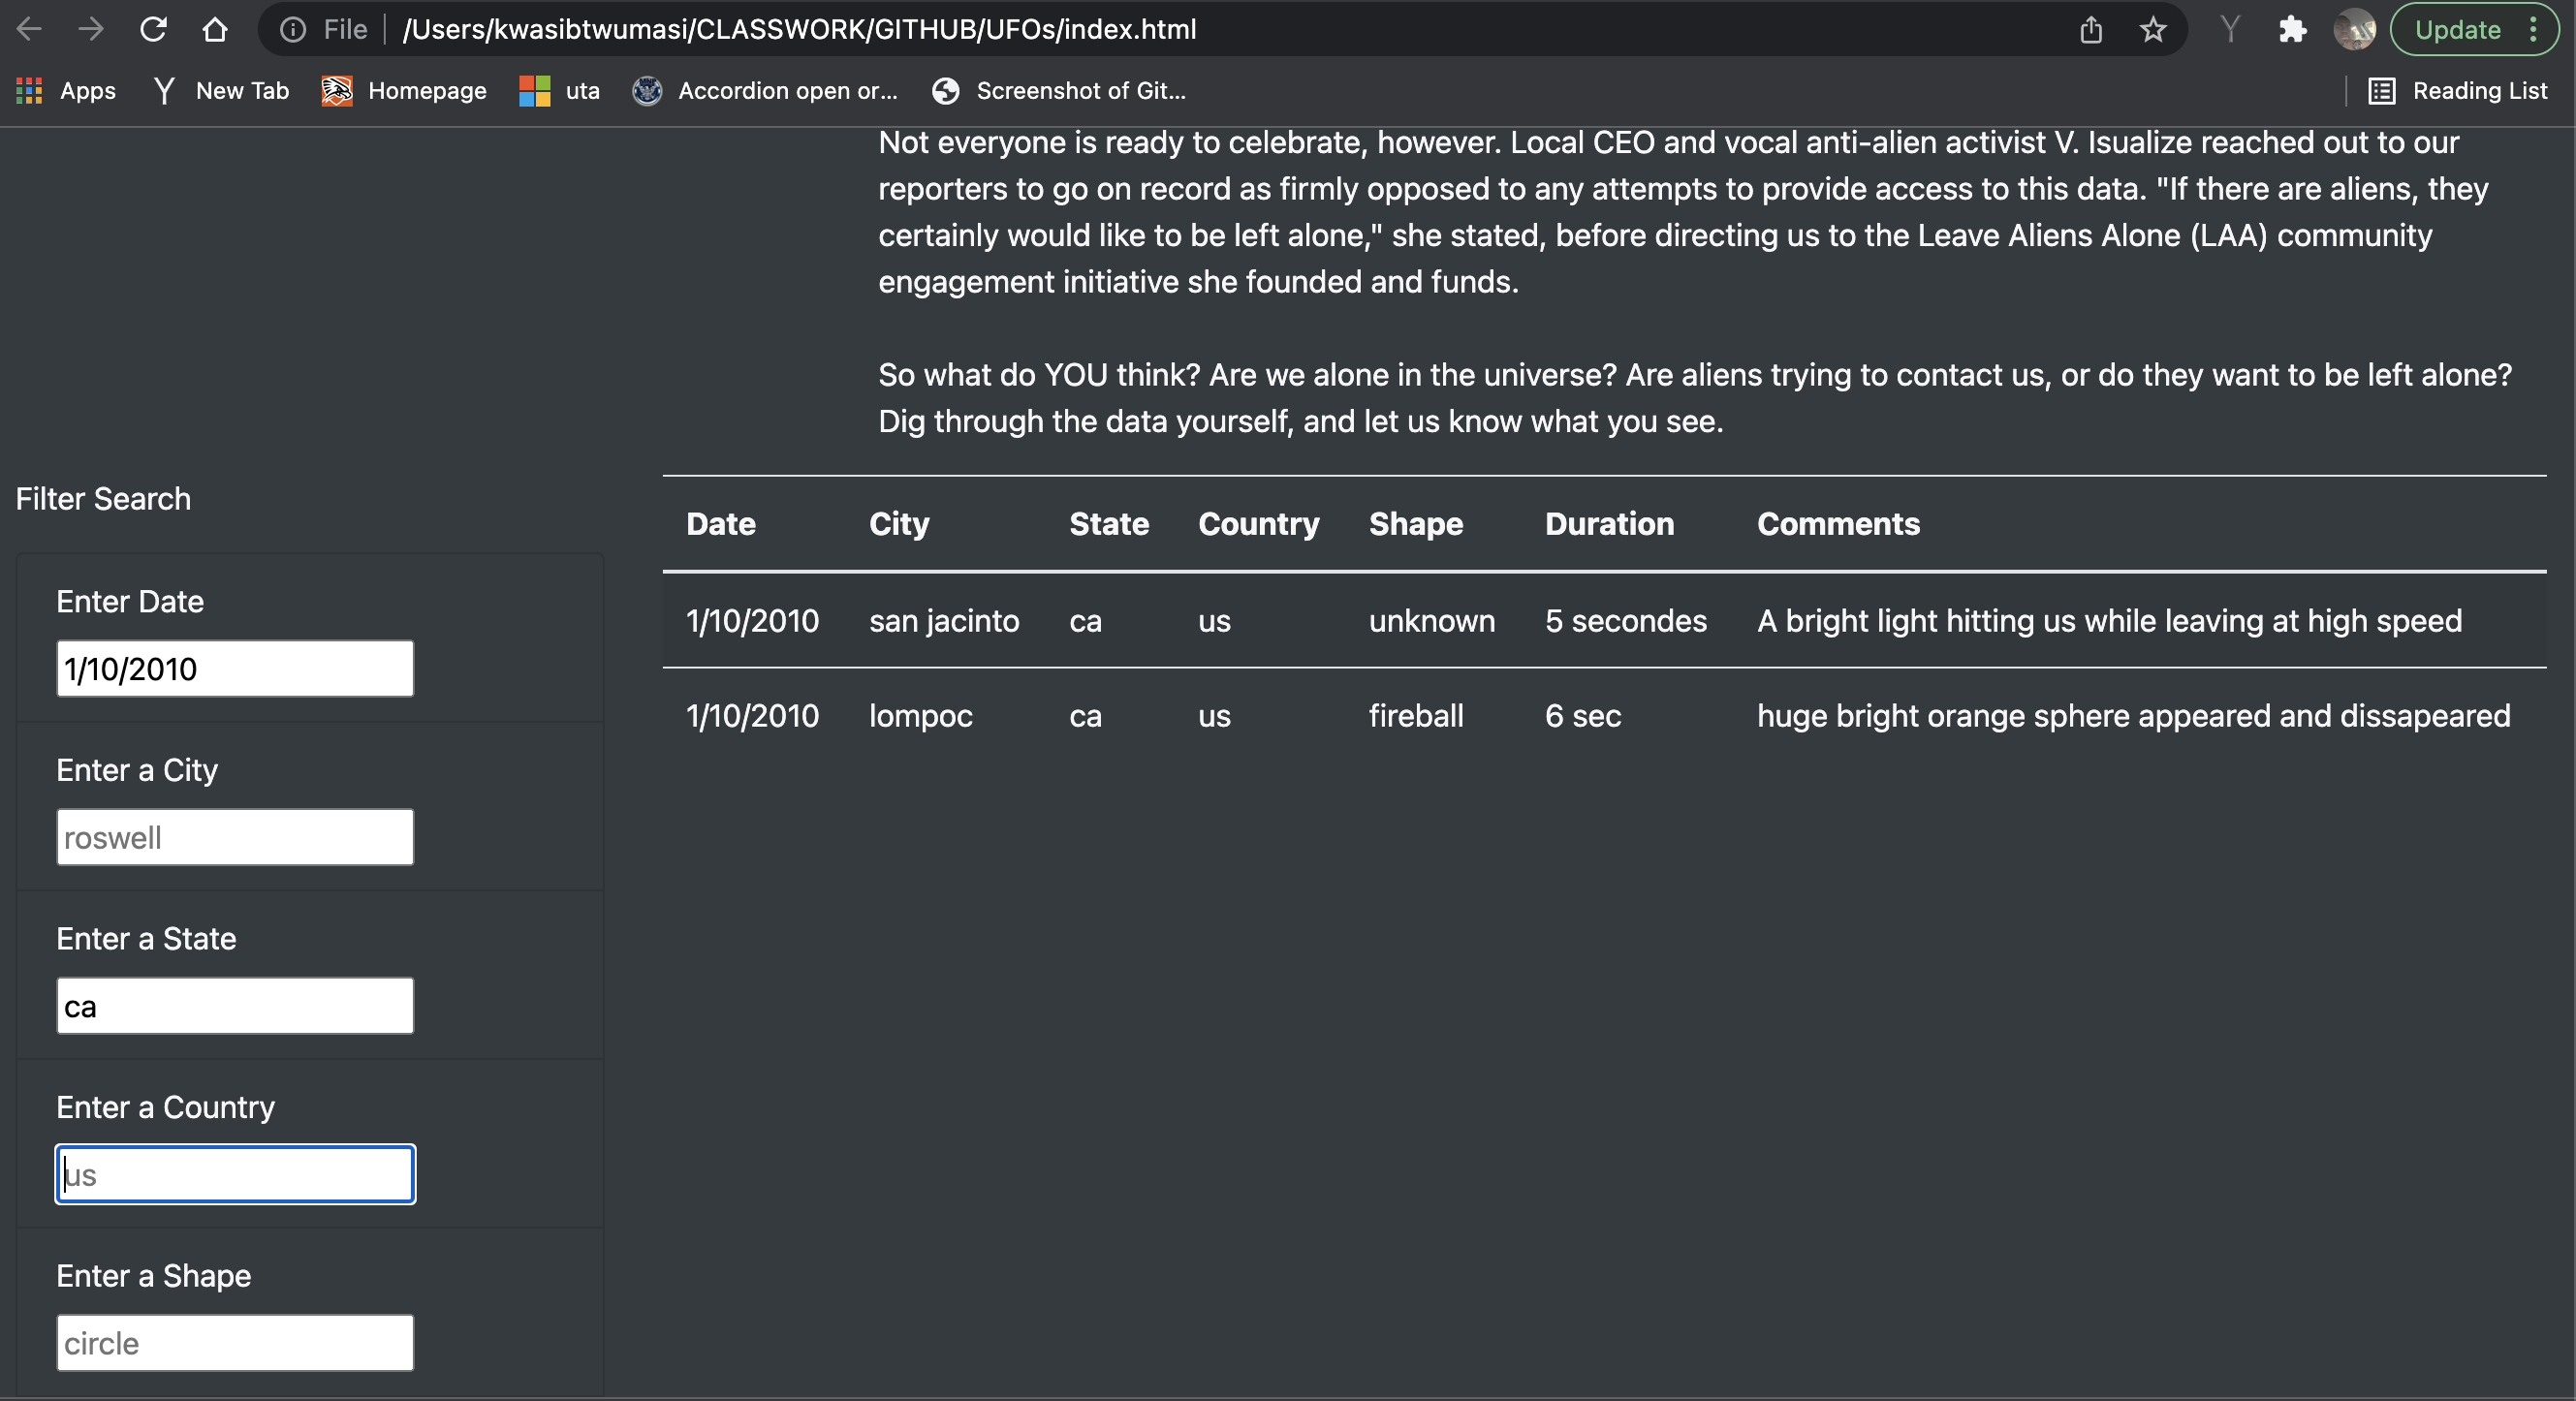 File /Users/kwasibtwumasi/CLASSWORK/GITHUB/UFOs/index.html Update
Apps New Tab Homepage uta Accordion open or... Screenshot of Git... Reading List
Not everyone is ready to celebrate, however. Local CEO and vocal anti-alien activist V. Isualize reached out to our
reporters to go on record as firmly opposed to any attempts to provide access to this data. "If there are aliens, they
certainly would like to be left alone," she stated, before directing us to the Leave Aliens Alone (LAA) community
engagement initiative she founded and funds.
So what do YOU think? Are we alone in the universe? Are aliens trying to contact us, or do they want to be left alone?
Dig through the data yourself, and let us know what you see.
Filter Search
Enter Date
1/10/2010
Enter a City
roswell
Enter a State
ca
Enter a Country
us
Enter a Shape
circle
Date City State Country Shape Duration Comments
1/10/2010 san jacinto ca us unknown 5 secondes A bright light hitting us while leaving at high speed
1/10/2010 lompoc ca us fireball 6 sec huge bright orange sphere appeared and dissapeared